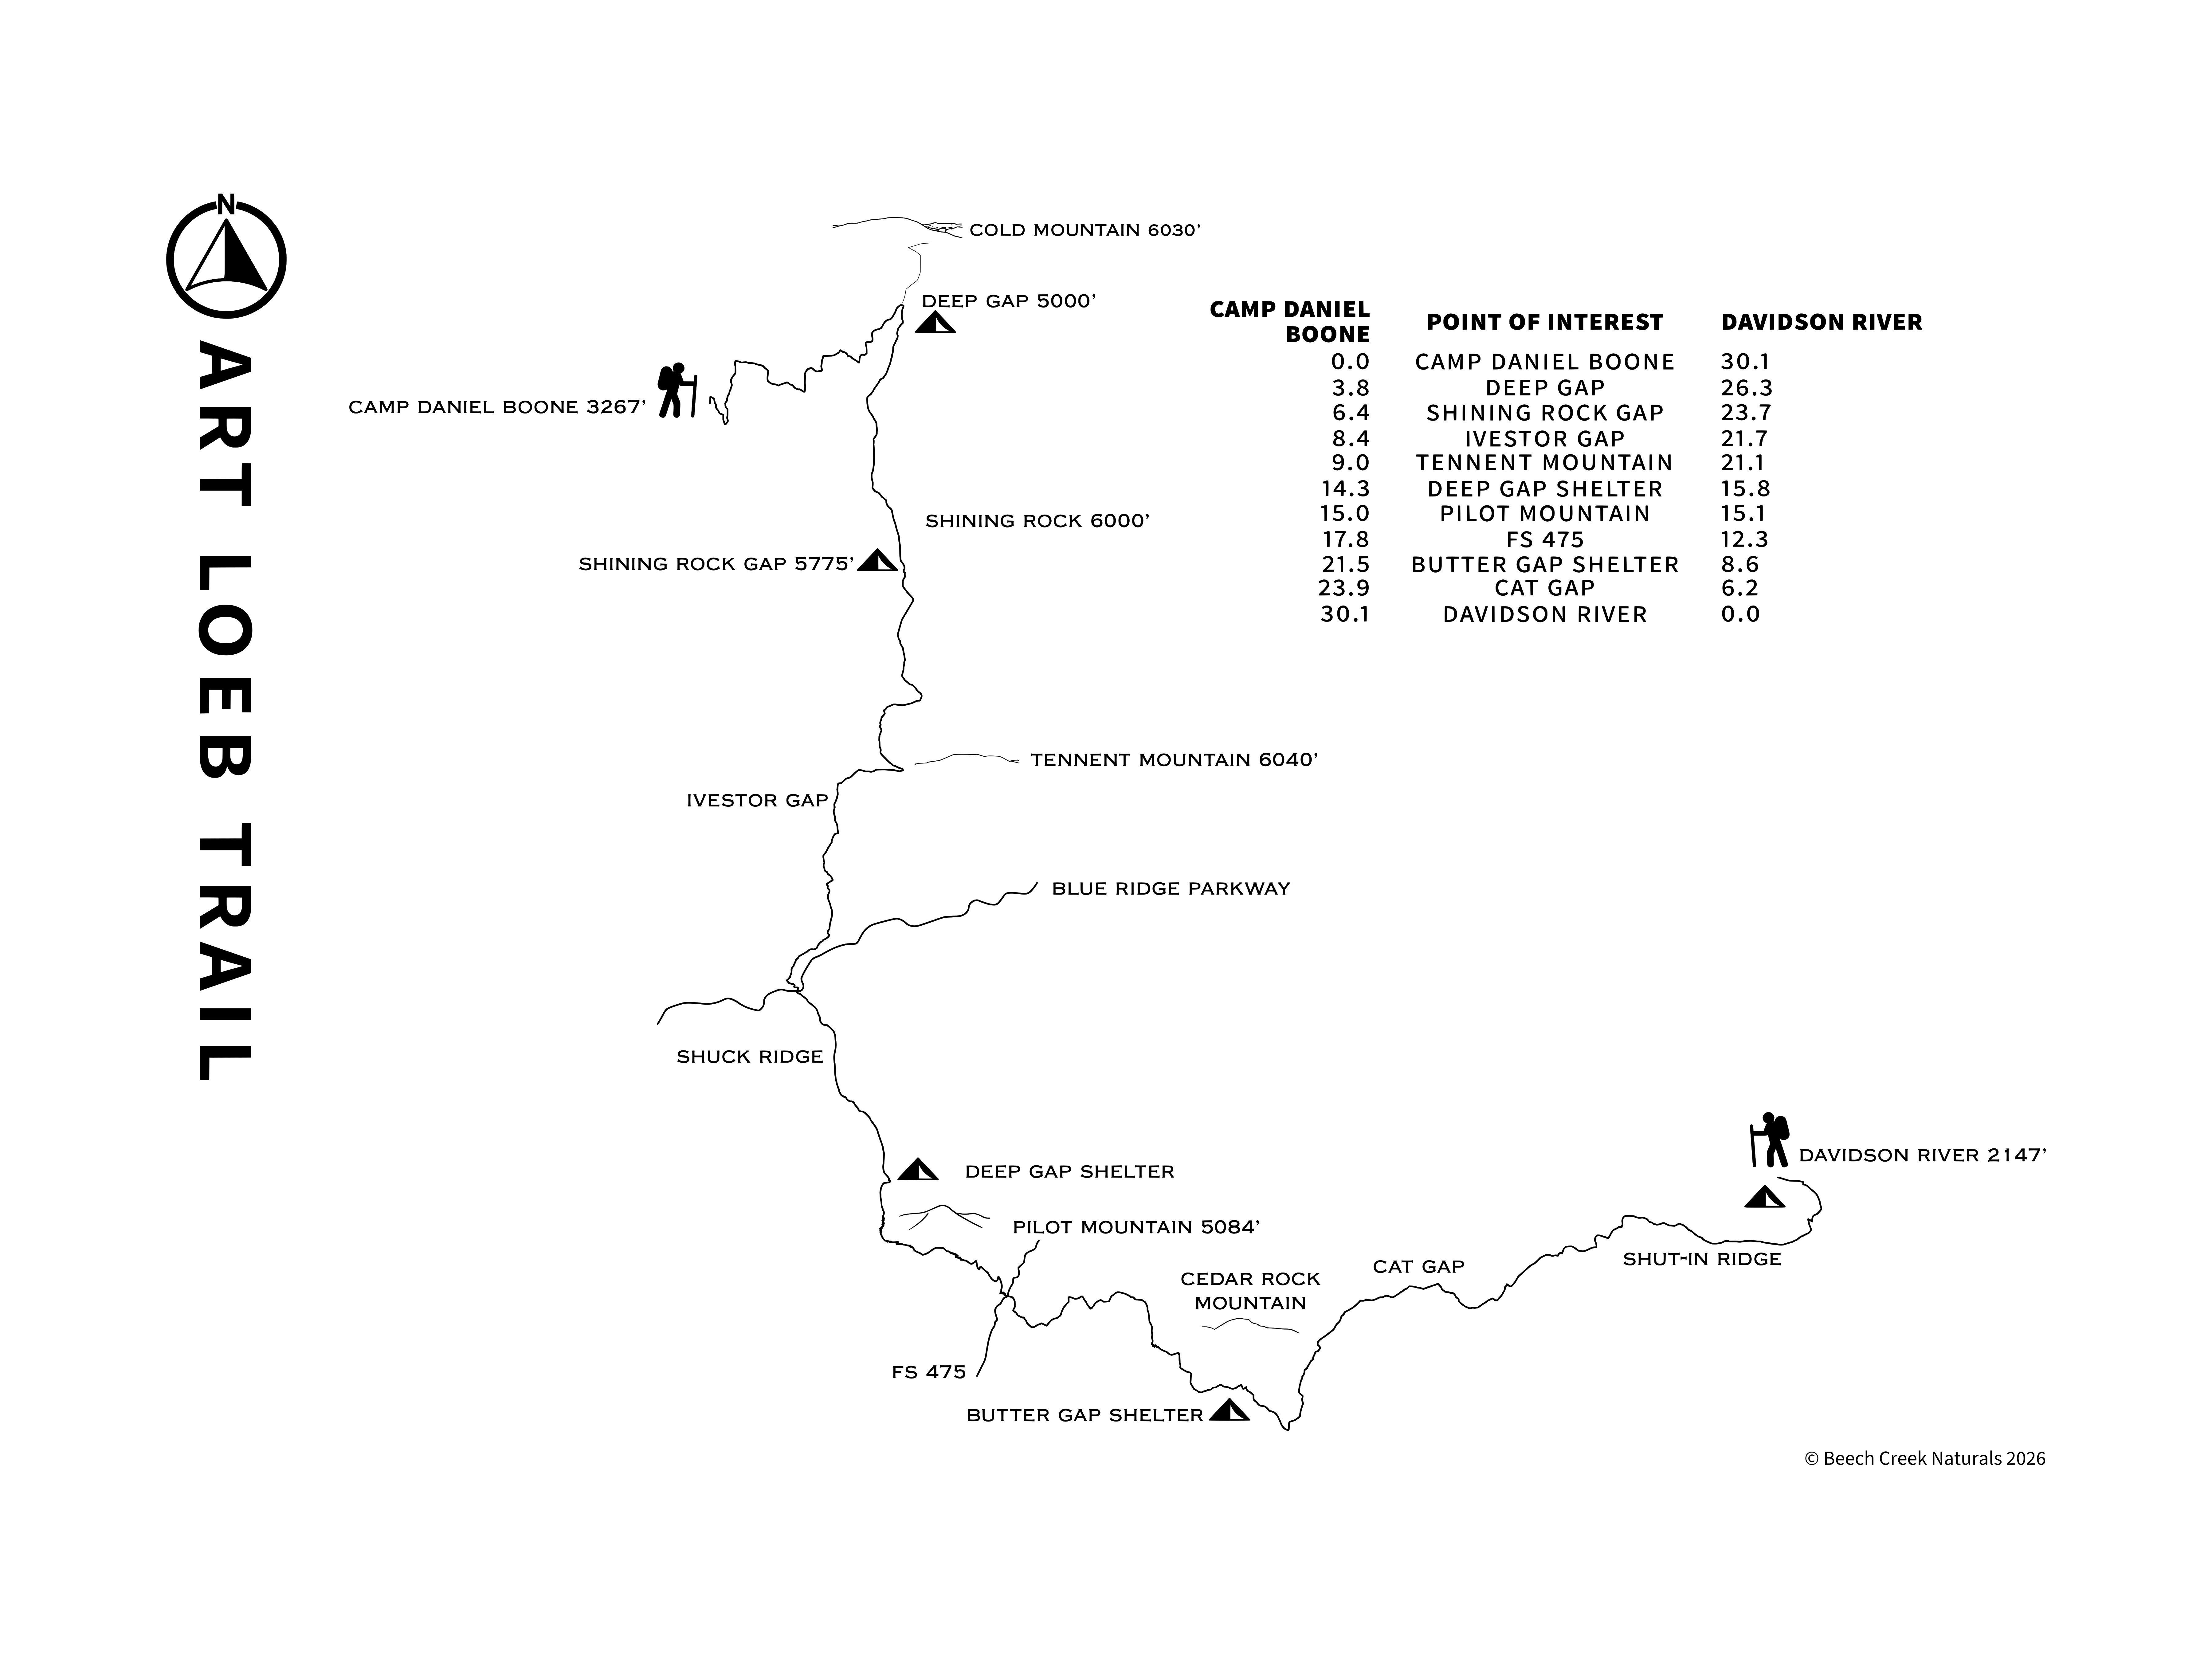 N
ART LOEB TRAIL
COLD MOUNTAIN 6030’
DEEP GAP 5000’
CAMP DANIEL BOONE 3267’
SHINING ROCK 6000’
SHINING ROCK GAP 5775’
TENNENT MOUNTAIN 6040’
IVESTOR GAP
BLUE RIDGE PARKWAY
SHUCK RIDGE
DEEP GAP SHELTER
PILOT MOUNTAIN 5084’
FS 475
BUTTER GAP SHELTER
CEDAR ROCK
MOUNTAIN
CAT GAP
SHUT-IN RIDGE
DAVIDSON RIVER 2147’
CAMP DANIEL
BOONE
POINT OF INTEREST
DAVIDSON RIVER
0.0 CAMP DANIEL BOONE 30.1
3.8 DEEP GAP 26.3
6.4 SHINING ROCK GAP 23.7
8.4 IVESTOR GAP 21.7
9.0 TENNENT MOUNTAIN 21.1
14.3 DEEP GAP SHELTER 15.8
15.0 PILOT MOUNTAIN 15.1
17.8 FS 475 12.3
21.5 BUTTER GAP SHELTER 8.6
23.9 CAT GAP 6.2
30.1 DAVIDSON RIVER 0.0
© Beech Creek Naturals 2026